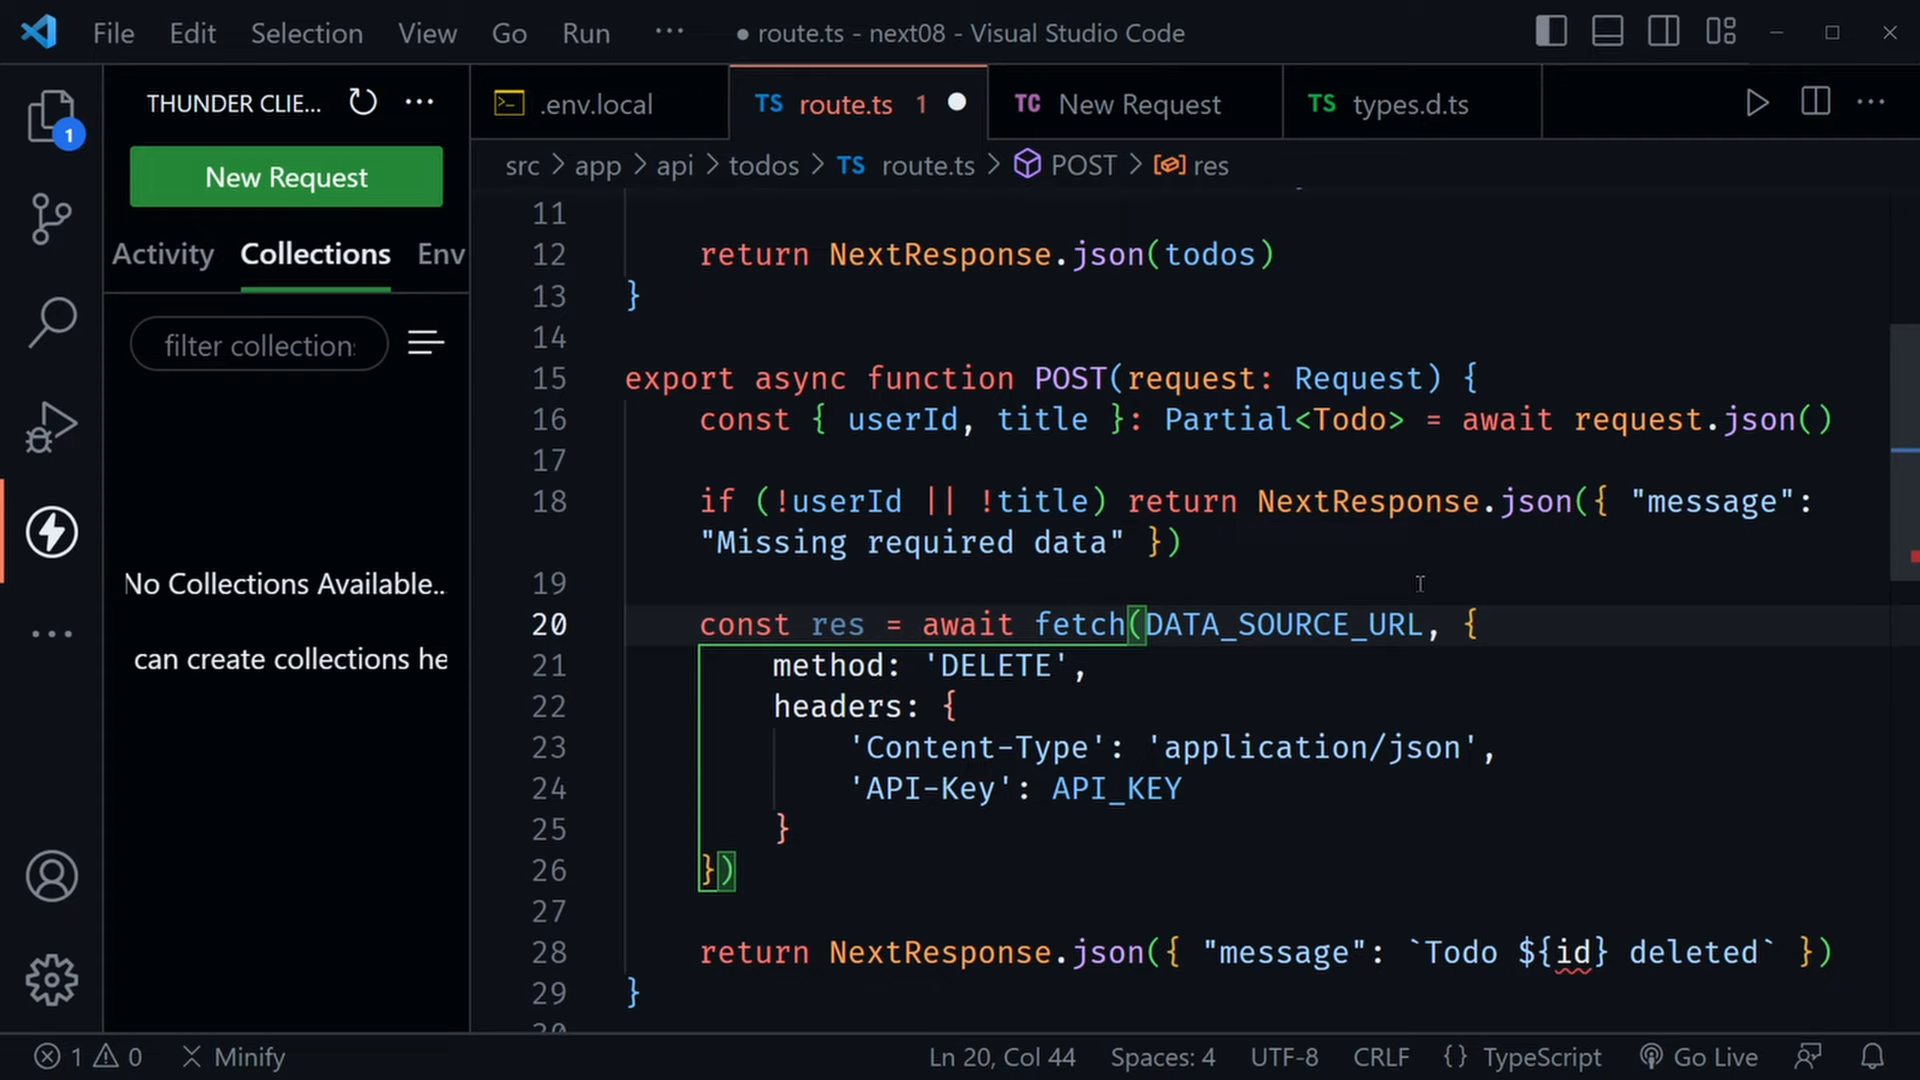 File Edit Selection View Go Run ··· ● route.ts - next08 - Visual Studio Code
THUNDER CLIE... ···
.env.local
TS route.ts 1
TC New Request
TS types.d.ts
···
1
New Request
src > app > api > todos > TS route.ts > POST > res
Activity Collections Env
filter collection
No Collections Available..
can create collections he
11
12 return NextResponse.json(todos)
13 }
14
15 export async function POST(request: Request) {
16 const { userId, title }: Partial<Todo> = await request.json()
17
18 if (!userId || !title) return NextResponse.json({ "message":
"Missing required data" })
19
20 const res = await fetch(DATA_SOURCE_URL, {
21 method: 'DELETE',
22 headers: {
23 'Content-Type': 'application/json',
24 'API-Key': API_KEY
25 }
26 })
27
28 return NextResponse.json({ "message": `Todo ${id} deleted` })
29 }
1 0 Minify
Ln 20, Col 44 Spaces: 4 UTF-8 CRLF {} TypeScript Go Live